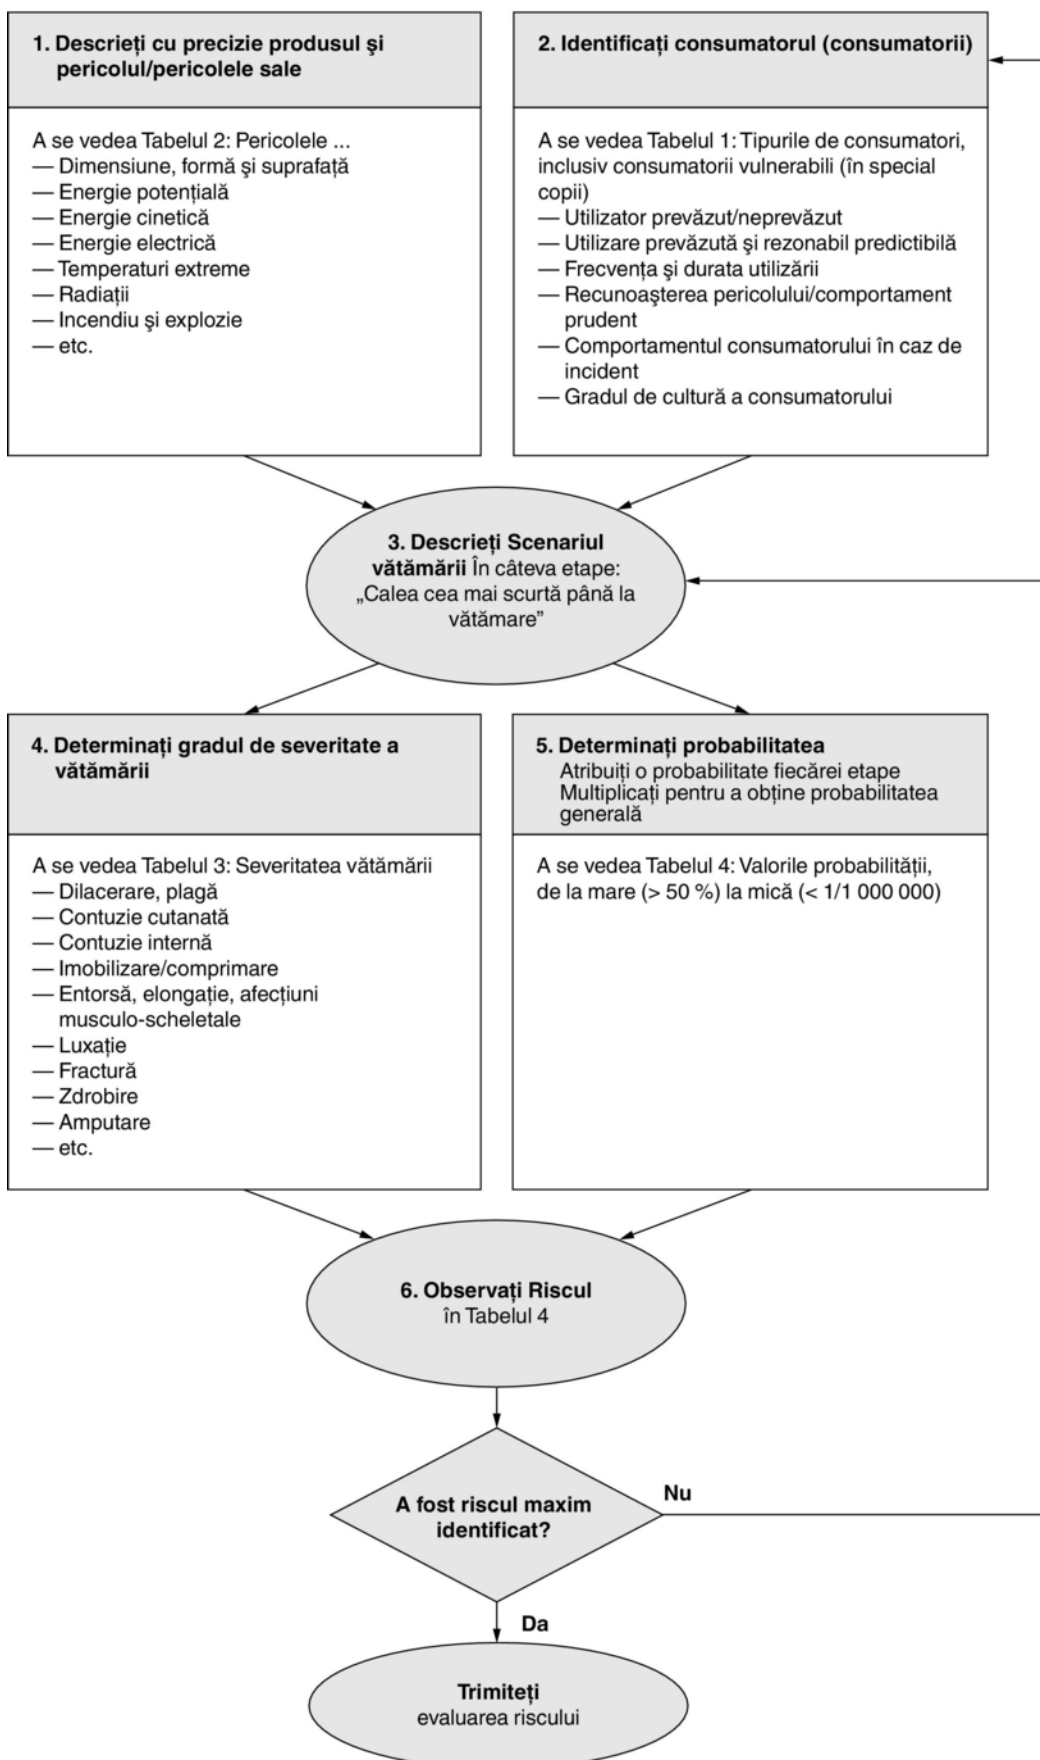 1. Descrieți cu precizie produsul şi
pericolul/pericolele sale
A se vedea Tabelul 2: Pericolele ...
— Dimensiune, formă şi suprafață
— Energie potențială
— Energie cinetică
— Energie electrică
— Temperaturi extreme
— Radiații
— Incendiu şi explozie
— etc.
2. Identificați consumatorul (consumatorii)
A se vedea Tabelul 1: Tipurile de consumatori,
inclusiv consumatorii vulnerabili (în special
copii)
— Utilizator prevăzut/neprevăzut
— Utilizare prevăzută şi rezonabil predictibilă
— Frecvența şi durata utilizării
— Recunoaşterea pericolului/comportament
prudent
— Comportamentul consumatorului în caz de
incident
— Gradul de cultură a consumatorului
3. Descrieți Scenariul
vătămării În câteva etape:
„Calea cea mai scurtă până la
vătămare”
4. Determinați gradul de severitate a
vătămării
A se vedea Tabelul 3: Severitatea vătămării
— Dilacerare, plagă
— Contuzie cutanată
— Contuzie internă
— Imobilizare/comprimare
— Entorsă, elongație, afecțiuni
musculo-scheletale
— Luxație
— Fractură
— Zdrobire
— Amputare
— etc.
5. Determinați probabilitatea
Atribuiți o probabilitate fiecărei etape
Multiplicați pentru a obține probabilitatea
generală
A se vedea Tabelul 4: Valorile probabilității,
de la mare (> 50 %) la mică (< 1/1 000 000)
6. Observați Riscul
în Tabelul 4
A fost riscul maxim
identificat?
Nu
Da
Trimiteți
evaluarea riscului